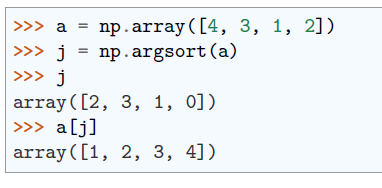 >>> a = np.array([4, 3, 1, 2])
>>> j = np.argsort(a)
>>> j
array([2, 3, 1, 0])
>>> a[j]
array([1, 2, 3, 4])